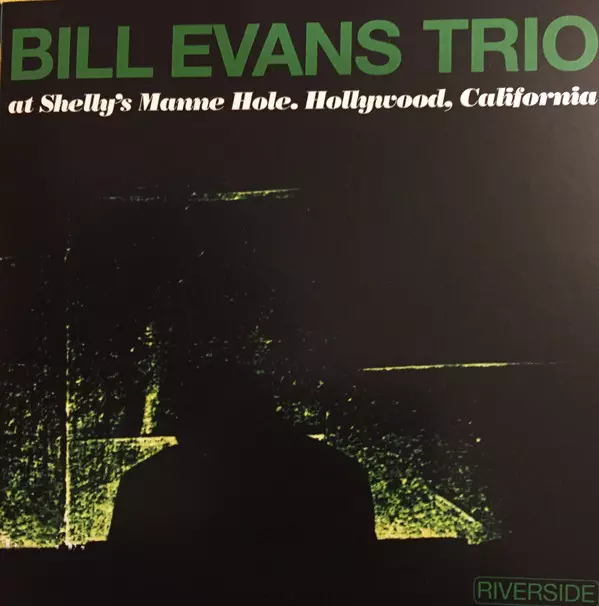 BILL EVANS TRIO
at Shelly's Manne Hole. Hollywood, California
RIVERSIDE